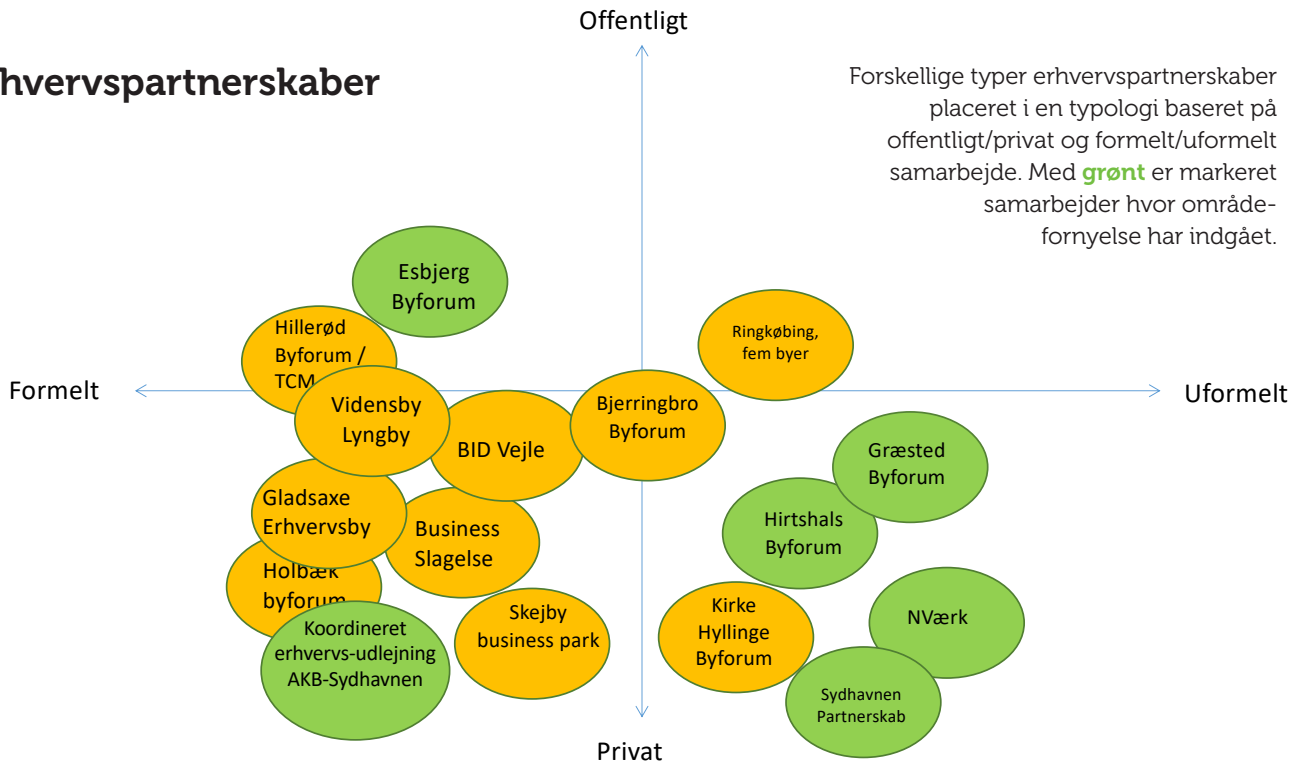 Offentligt
hvervspartnerskaber
Forskellige typer erhvervspartnerskaber
placeret i en typologi baseret på
offentligt/privat og formelt/uformelt
samarbejde. Med grønt er markeret
samarbejder hvor område-
fornyelse har indgået.
Esbjerg
Byforum
Hillerød
Byforum /
TCM
Ringkøbing,
fem byer
Formelt
Uformelt
Vidensby
Lyngby
BID Vejle
Bjerringbro
Byforum
Græsted
Byforum
Gladsaxe
Erhvervsby
Business
Slagelse
Hirtshals
Byforum
Holbæk
byforum
Koordineret
erhvervs-udlejning
AKB-Sydhavnen
Skejby
business park
Kirke
Hyllinge
Byforum
NVærk
Sydhavnen
Partnerskab
Privat